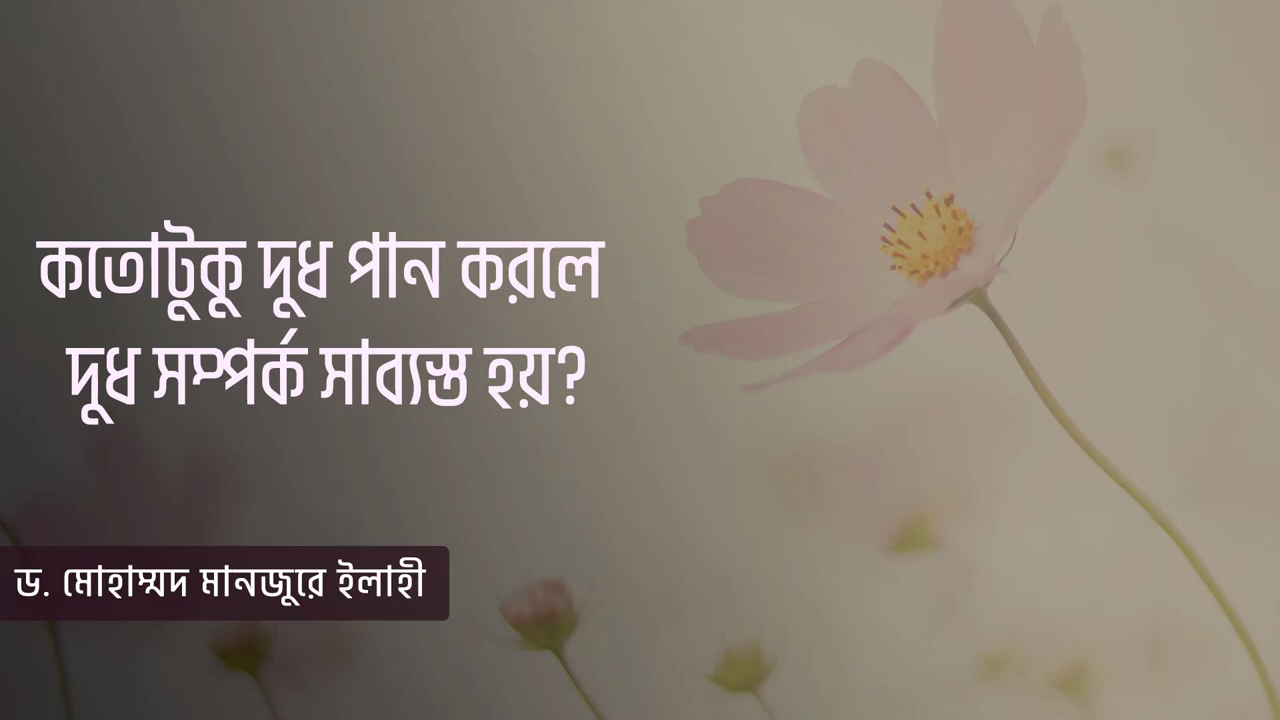 কতোটুকু দুধ পান করলে
দুধ সম্পর্ক সাব্যস্ত হয়?
ড. মোহাম্মদ মানজুরে ইলাহী